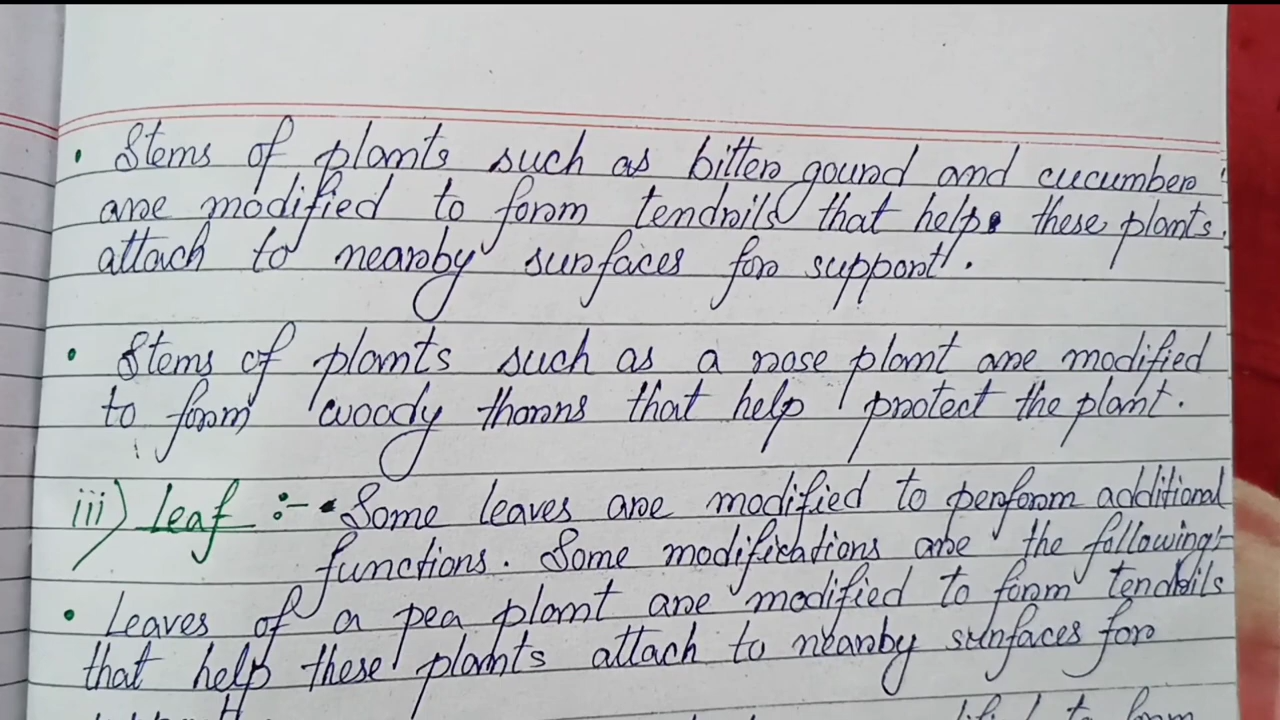 • Stems of plants such as bitter gourd and cucumber
are modified to form tendrils that help these plants
attach to nearby surfaces for support.
• Stems of plants such as a rose plant are modified
to form woody thorns that help protect the plant.
iii) Leaf :- • Some leaves are modified to perform additional
functions. Some modifications are the following:-
• Leaves of a pea plant are modified to form tendrils
that help these plants attach to nearby surfaces for
to form